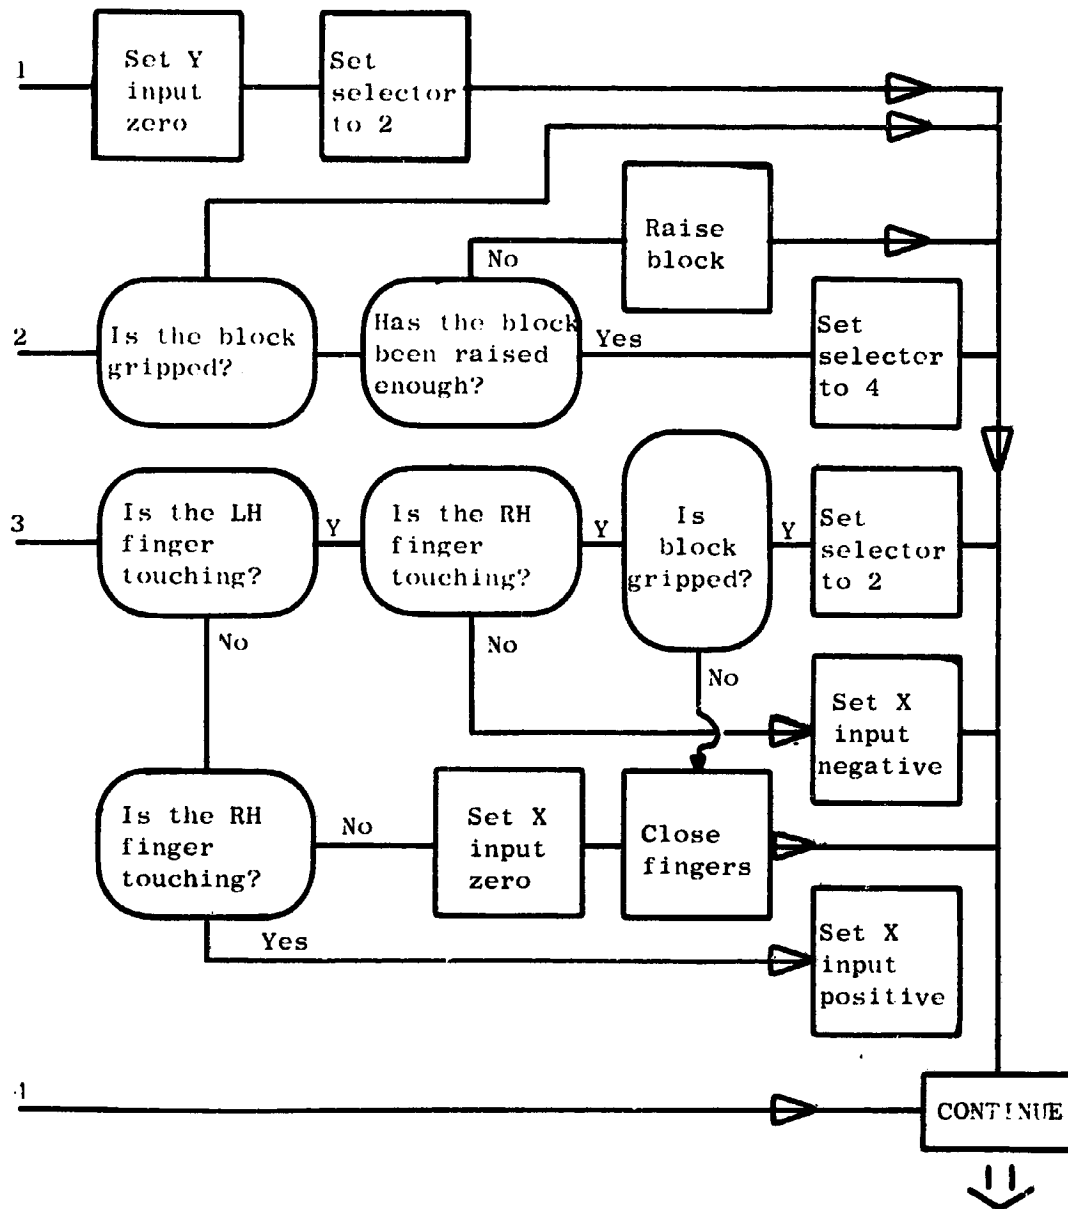 1
Set Y
input
zero
Set
selector
to 2
Raise
block
No
2
Is the block
gripped?
Has the block
been raised
enough?
Yes
Set
selector
to 4
3
Is the LH
finger
touching?
Y
Is the RH
finger
touching?
Y
Is
block
gripped?
Y
Set
selector
to 2
No
No
No
Set X
input
negative
Is the RH
finger
touching?
No
Set X
input
zero
Close
fingers
Yes
Set X
input
positive
4
CONTINUE